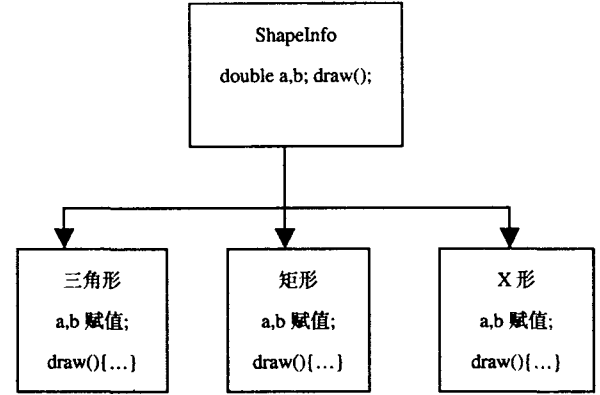 ShapeInfo
double a,b; draw();
三角形
a,b 赋值;
draw(){…}
矩形
a,b 赋值;
draw(){…}
X 形
a,b 赋值;
draw(){…}